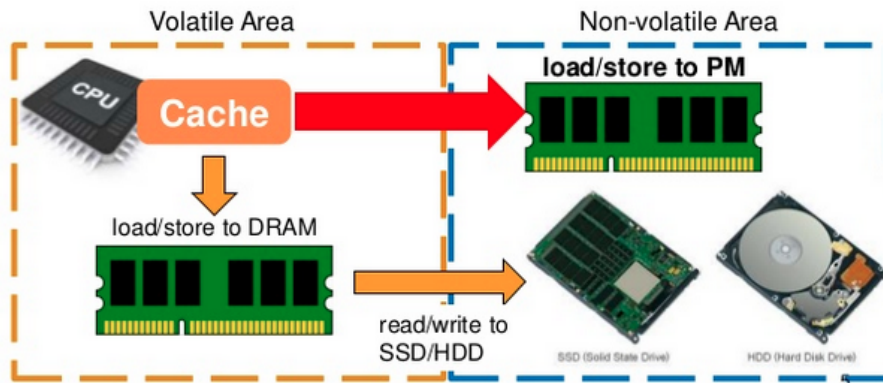 Volatile Area
Non-volatile Area
CPU
Cache
load/store to PM
load/store to DRAM
read/write to
SSD/HDD
SSD (Solid State Drive)
HDD (Hard Disk Drive)